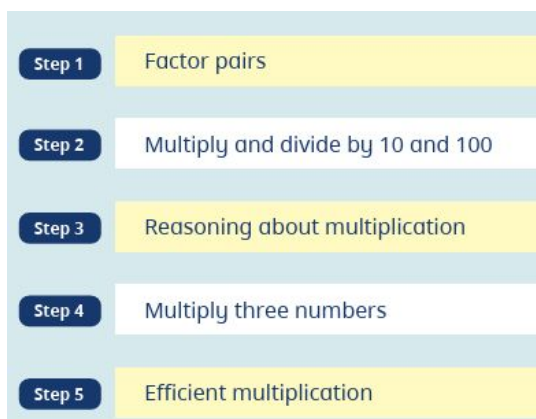 Step 1 Factor pairs
Step 2 Multiply and divide by 10 and 100
Step 3 Reasoning about multiplication
Step 4 Multiply three numbers
Step 5 Efficient multiplication